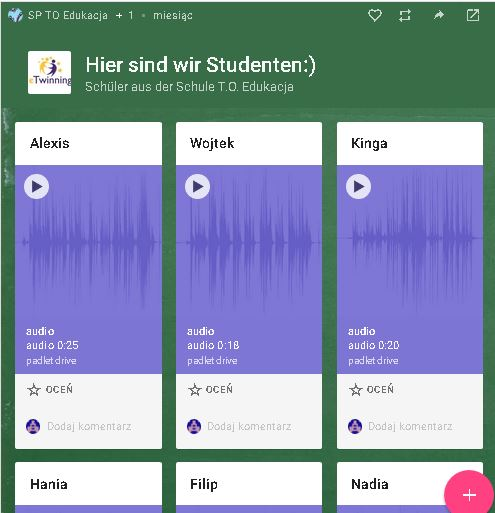 SP TO Edukacja + 1 • miesiąc
eTwinning
Hier sind wir Studenten:)
Schüler aus der Schule T.O. Edukacja
Alexis
Wojtek
Kinga
audio
audio 0:25
padlet drive
audio
audio 0:18
padlet drive
audio
audio 0:20
padlet drive
OCEŃ
OCEŃ
OCEŃ
Dodaj komentarz
Dodaj komentarz
Dodaj komentarz
Hania
Filip
Nadia
+